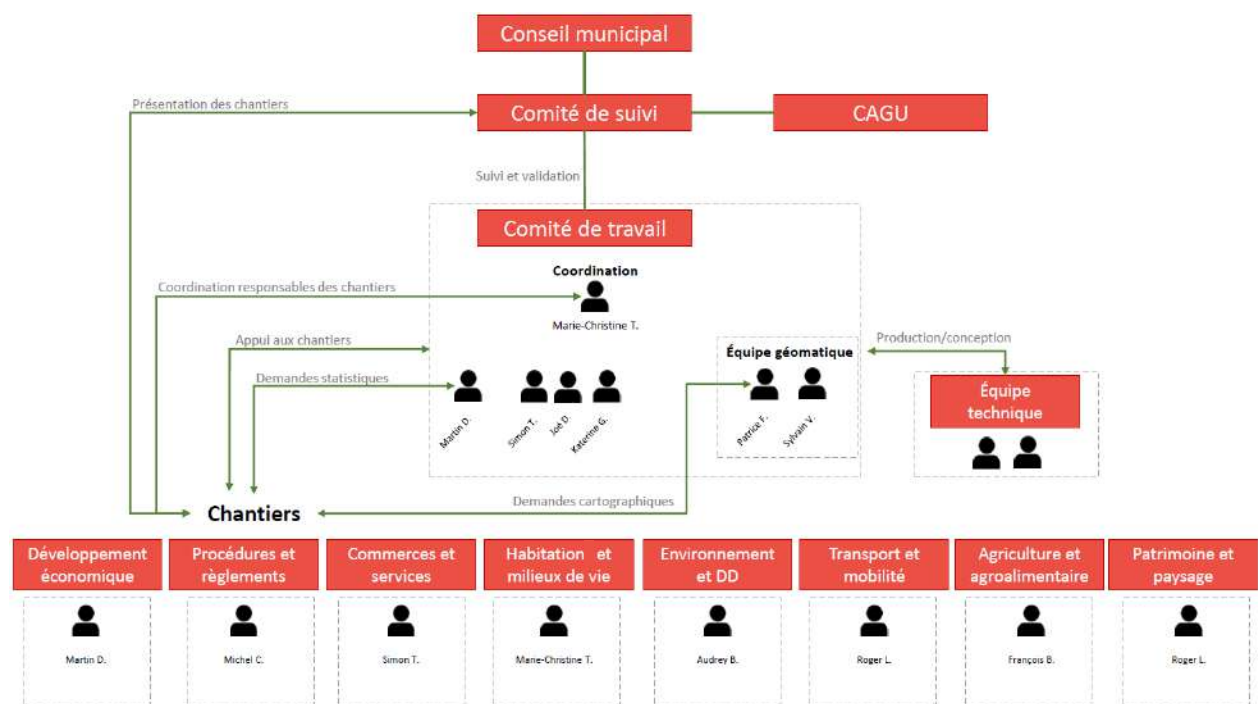 Conseil municipal
Présentation des chantiers
Comité de suivi
CAGU
Suivi et validation
Comité de travail
Coordination
Coordination responsables des chantiers
Marie-Christine T.
Appui aux chantiers
Équipe géomatique
Production/conception
Demandes statistiques
Équipe
technique
Martin D.
Simon T.
Joé D.
Katerine G.
Patrice F.
Sylvain V.
Demandes cartographiques
Chantiers
Développement
économique
Procédures et
règlements
Commerces et
services
Habitation et
milieux de vie
Environnement
et DD
Transport et
mobilité
Agriculture et
agroalimentaire
Patrimoine et
paysage
Martin D.
Michel C.
Simon T.
Marie-Christine T.
Audrey B.
Roger L.
François B.
Roger L.